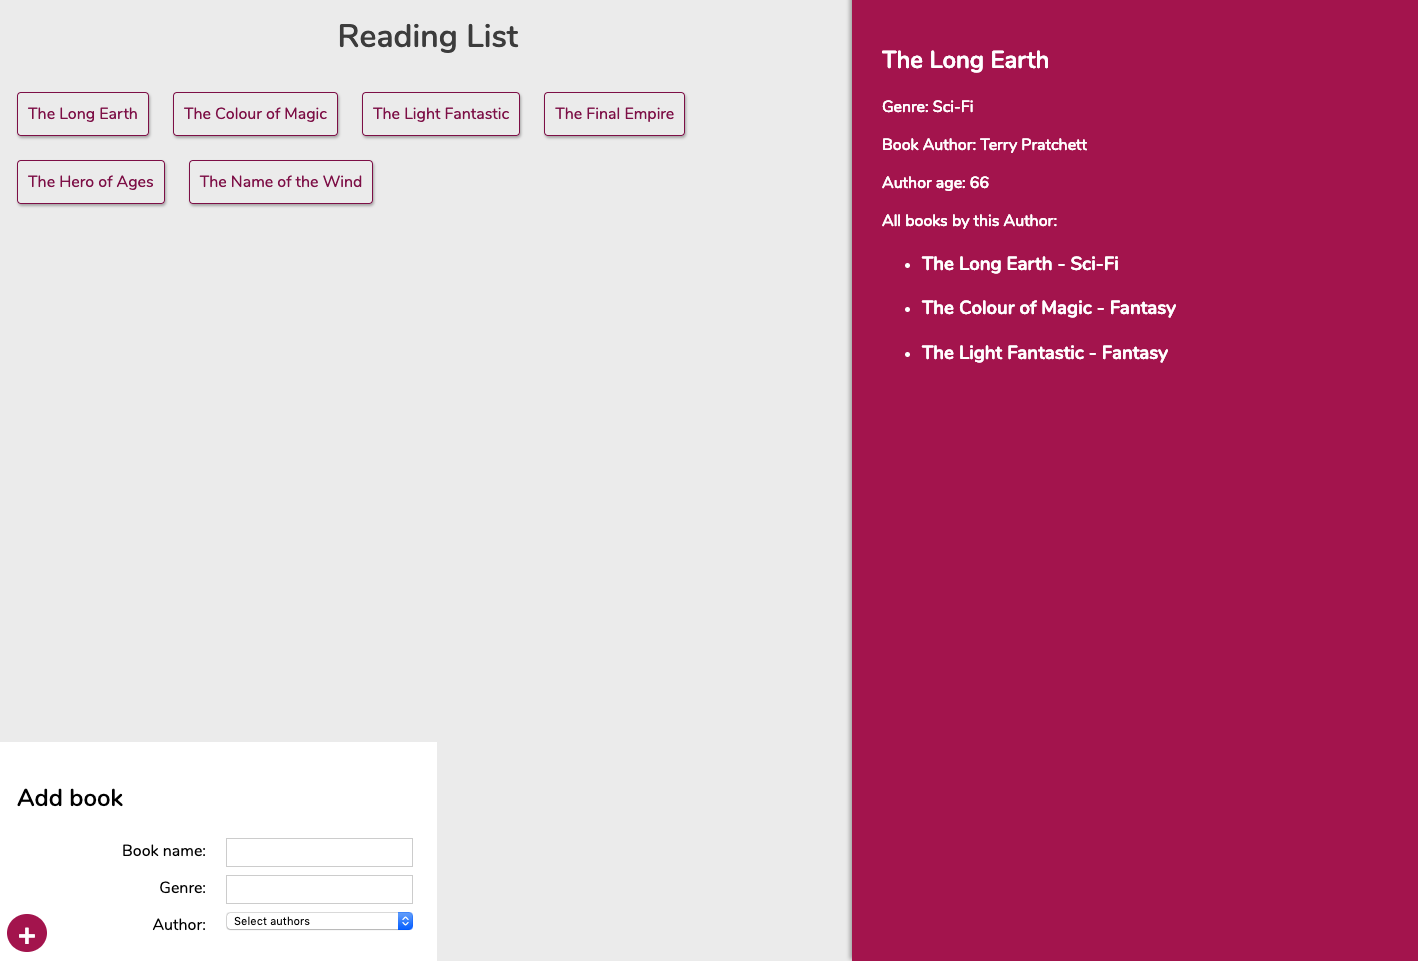 Reading List
The Long Earth
The Colour of Magic
The Light Fantastic
The Final Empire
The Hero of Ages
The Name of the Wind
Add book
Book name:
Genre:
Author:
Select authors
+
The Long Earth
Genre: Sci-Fi
Book Author: Terry Pratchett
Author age: 66
All books by this Author:
The Long Earth - Sci-Fi
The Colour of Magic - Fantasy
The Light Fantastic - Fantasy